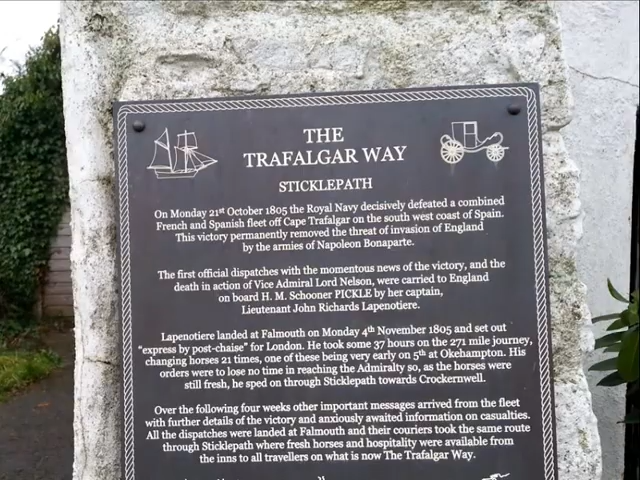 THE
TRAFALGAR WAY
STICKLEPATH
On Monday 21st October 1805 the Royal Navy decisively defeated a combined
French and Spanish fleet off Cape Trafalgar on the south west coast of Spain.
This victory permanently removed the threat of invasion of England
by the armies of Napoleon Bonaparte.
The first official dispatches with the momentous news of the victory, and the
death in action of Vice Admiral Lord Nelson, were carried to England
on board H. M. Schooner PICKLE by her captain,
Lieutenant John Richards Lapenotiere.
Lapenotiere landed at Falmouth on Monday 4th November 1805 and set out
"express by post-chaise" for London. He took some 37 hours on the 271 mile journey,
changing horses 21 times, one of these being very early on 5th at Okehampton. His
orders were to lose no time in reaching the Admiralty so, as the horses were
still fresh, he sped on through Sticklepath towards Crockernwell.
Over the following four weeks other important messages arrived from the fleet
with further details of the victory and anxiously awaited information on casualties.
All the dispatches were landed at Falmouth and their couriers took the same route
through Sticklepath where fresh horses and hospitality were available from
the inns to all travellers on what is now The Trafalgar Way.